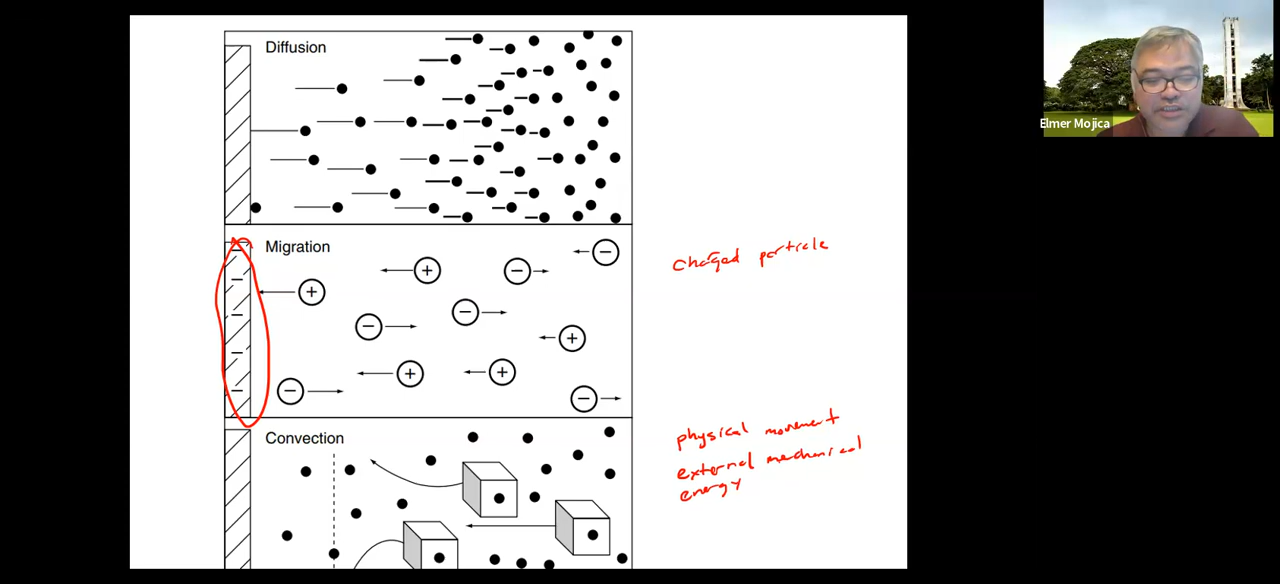 Diffusion
Elmer Mojica
Migration
charged particle
Convection
physical movement
external mechanical
energy